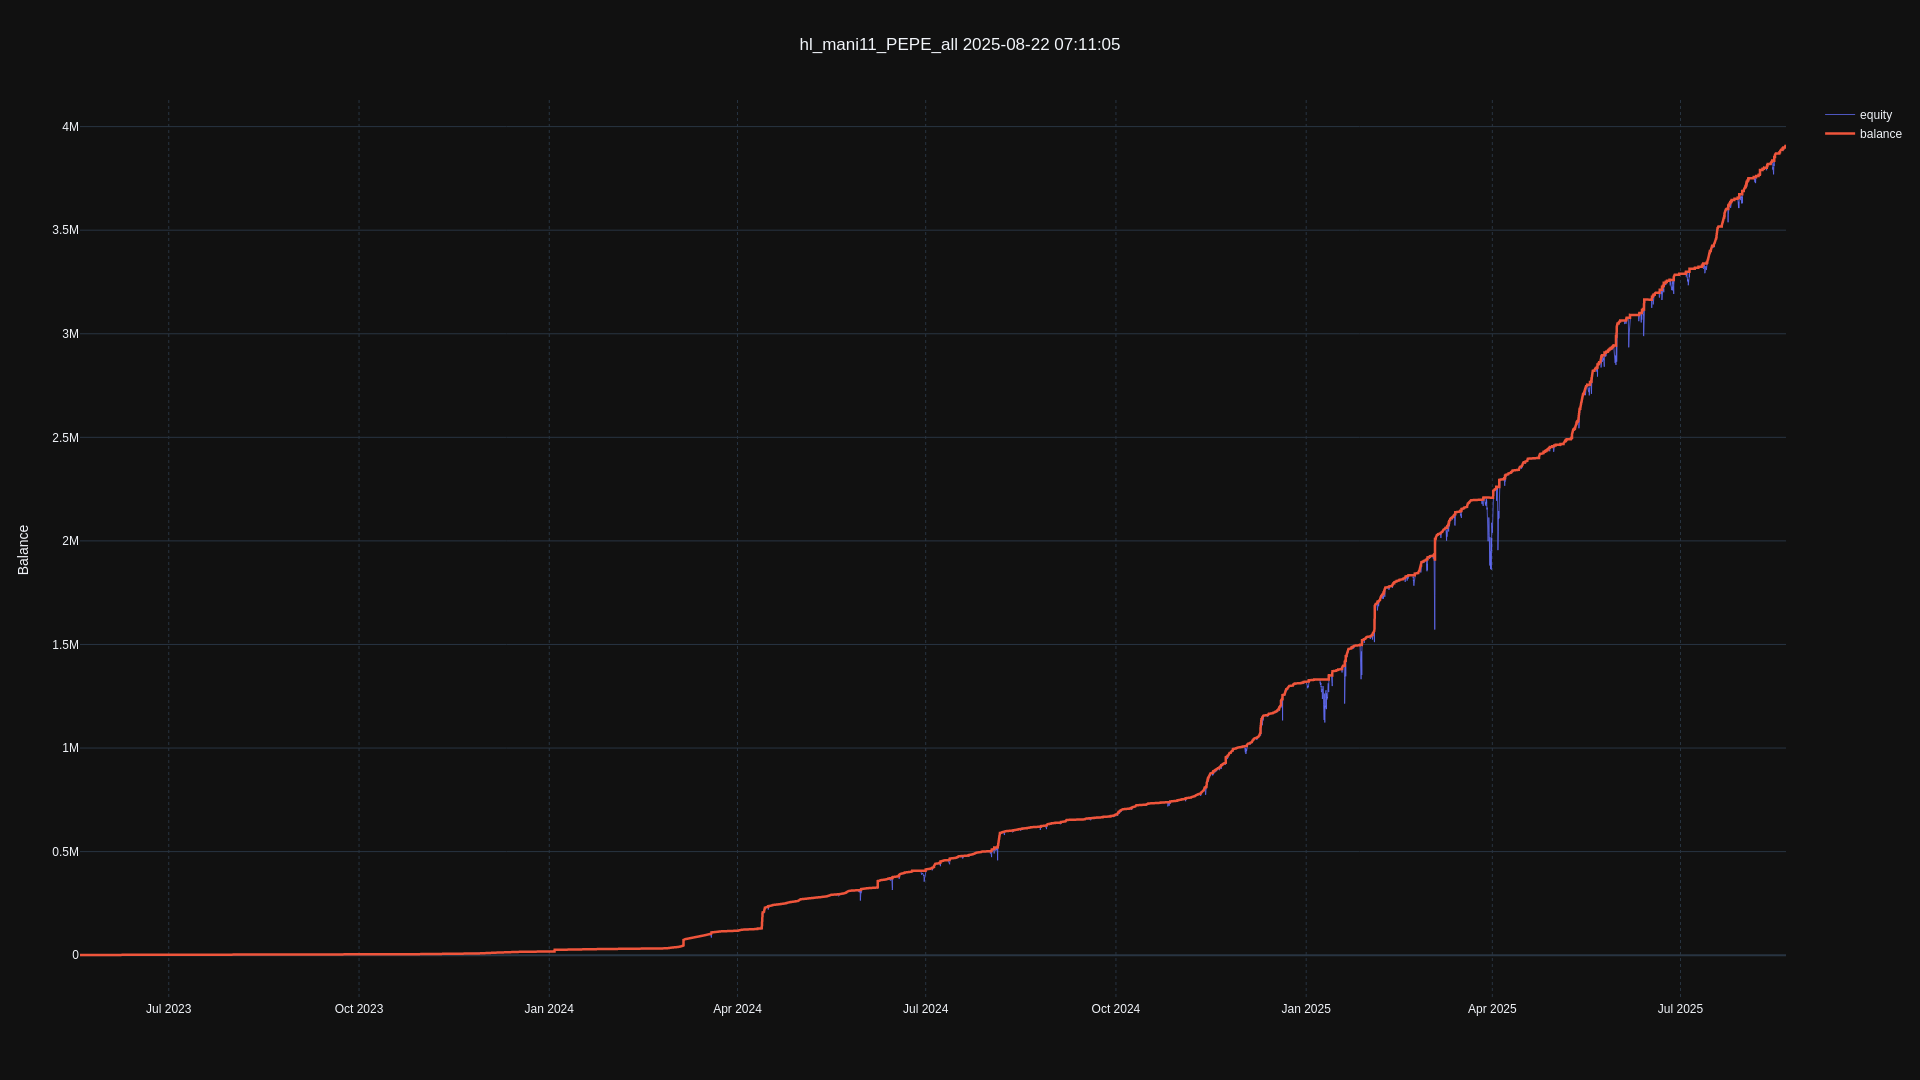 hl_mani11_PEPE_all 2025-08-22 07:11:05
equity
balance
4M
3.5M
3M
2.5M
2M
1.5M
1M
0.5M
0
Balance
Jul 2023
Oct 2023
Jan 2024
Apr 2024
Jul 2024
Oct 2024
Jan 2025
Apr 2025
Jul 2025